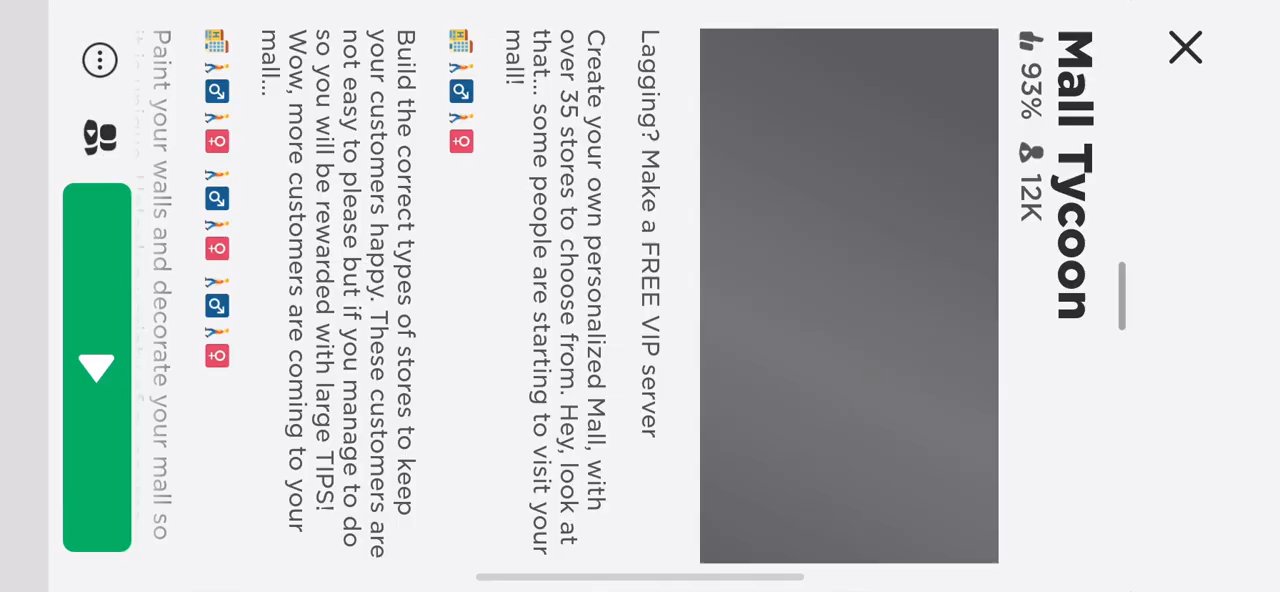 Mall Tycoon
93% 12K
Lagging? Make a FREE VIP server
Create your own personalized Mall, with
over 35 stores to choose from. Hey, look at
that... some people are starting to visit your
mall!
Build the correct types of stores to keep
your customers happy. These customers are
not easy to please but if you manage to do
so you will be rewarded with large TIPS!
Wow, more customers are coming to your
mall...
Paint your walls and decorate your mall so